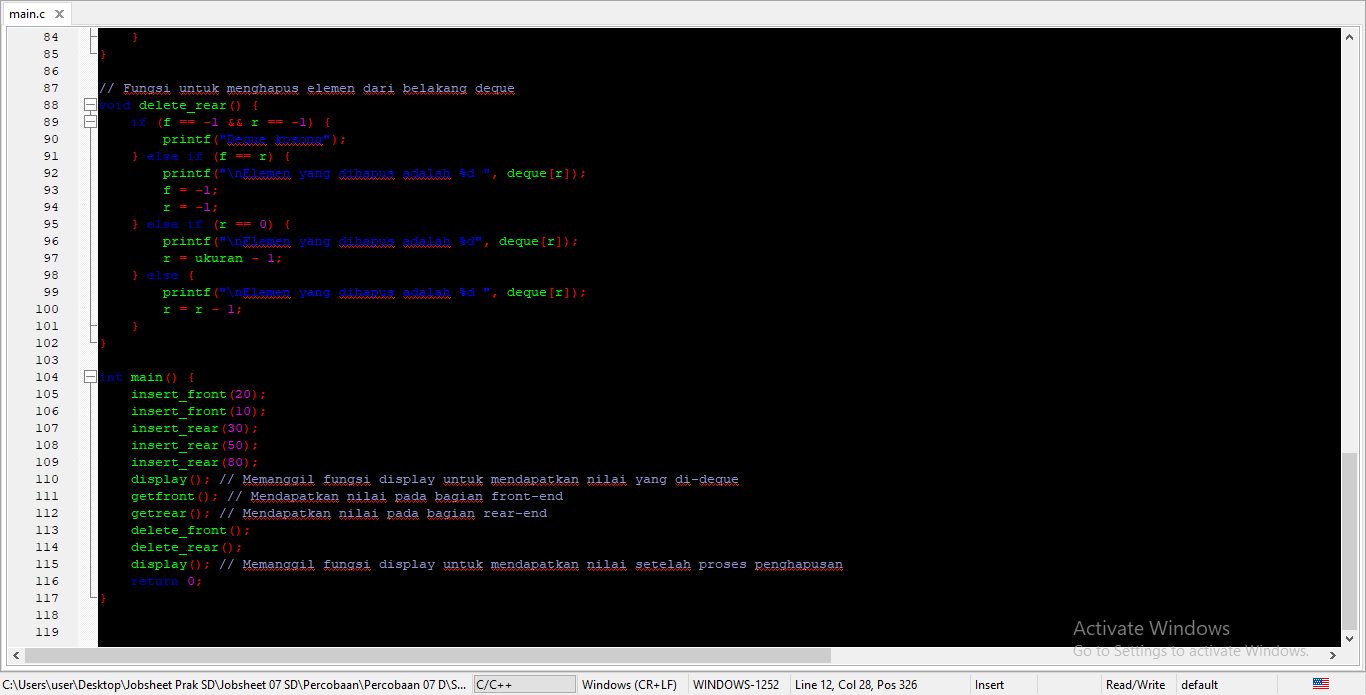 main.c
84 }
85 }
86
87 // Fungsi untuk menghapus elemen dari belakang deque
88 void delete_rear() {
89 if (f == -1 && r == -1) {
90 printf("Deque kosong");
91 } else if (f == r) {
92 printf("\nElemen yang dihapus adalah %d ", deque[r]);
93 f = -1;
94 r = -1;
95 } else if (r == 0) {
96 printf("\nElemen yang dihapus adalah %d", deque[r]);
97 r = ukuran - 1;
98 } else {
99 printf("\nElemen yang dihapus adalah %d ", deque[r]);
100 r = r - 1;
101 }
102 }
103
104 int main() {
105 insert_front(20);
106 insert_front(10);
107 insert_rear(30);
108 insert_rear(50);
109 insert_rear(80);
110 display(); // Memanggil fungsi display untuk mendapatkan nilai yang di-deque
111 getfront(); // Mendapatkan nilai pada bagian front-end
112 getrear(); // Mendapatkan nilai pada bagian rear-end
113 delete_front();
114 delete_rear();
115 display(); // Memanggil fungsi display untuk mendapatkan nilai setelah proses penghapusan
116 return 0;
117 }
118
119
Activate Windows
Go to Settings to activate Windows.
C:\Users\user\Desktop\Jobsheet Prak SD\Jobsheet 07 SD\Percobaan\Percobaan 07 D\S... C/C++ Windows (CR+LF) WINDOWS-1252 Line 12, Col 28, Pos 326 Insert Read/Write default